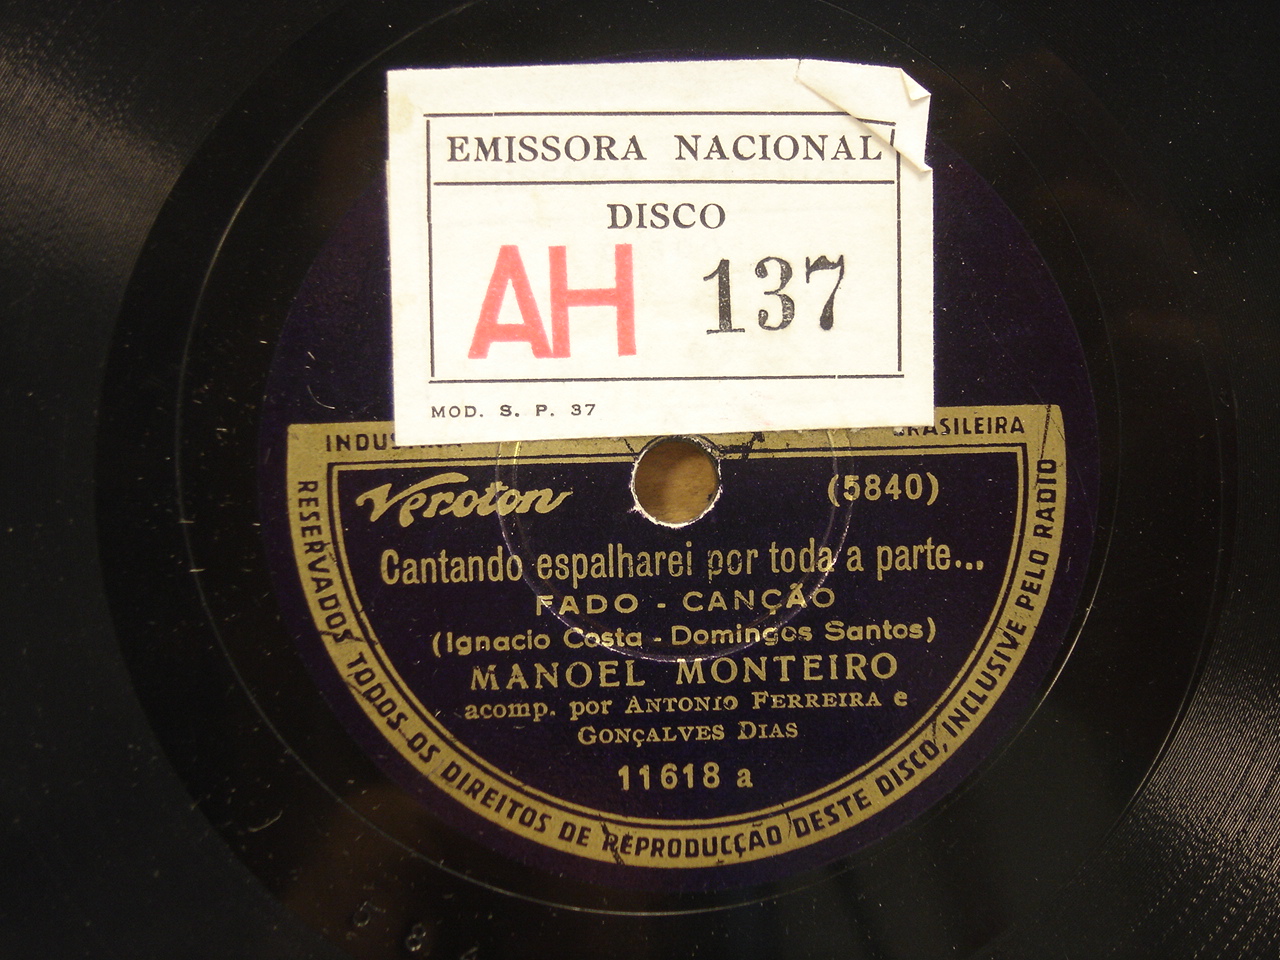 EMISSORA NACIONAL
DISCO
AH 137
MOD. S. P. 37
BRASILEIRA
Veroton (5840)
Cantando espalharei por toda a parte...
FADO - CANÇÃO
(Ignacio Costa - Domingos Santos)
MANOEL MONTEIRO
acomp. por ANTONIO FERREIRA e
GONÇALVES DIAS
11618 a
RESERVADOS TODOS OS DIREITOS DE REPRODUCÇÃO DESTE DISCO, INCLUSIVE PELO RADIO